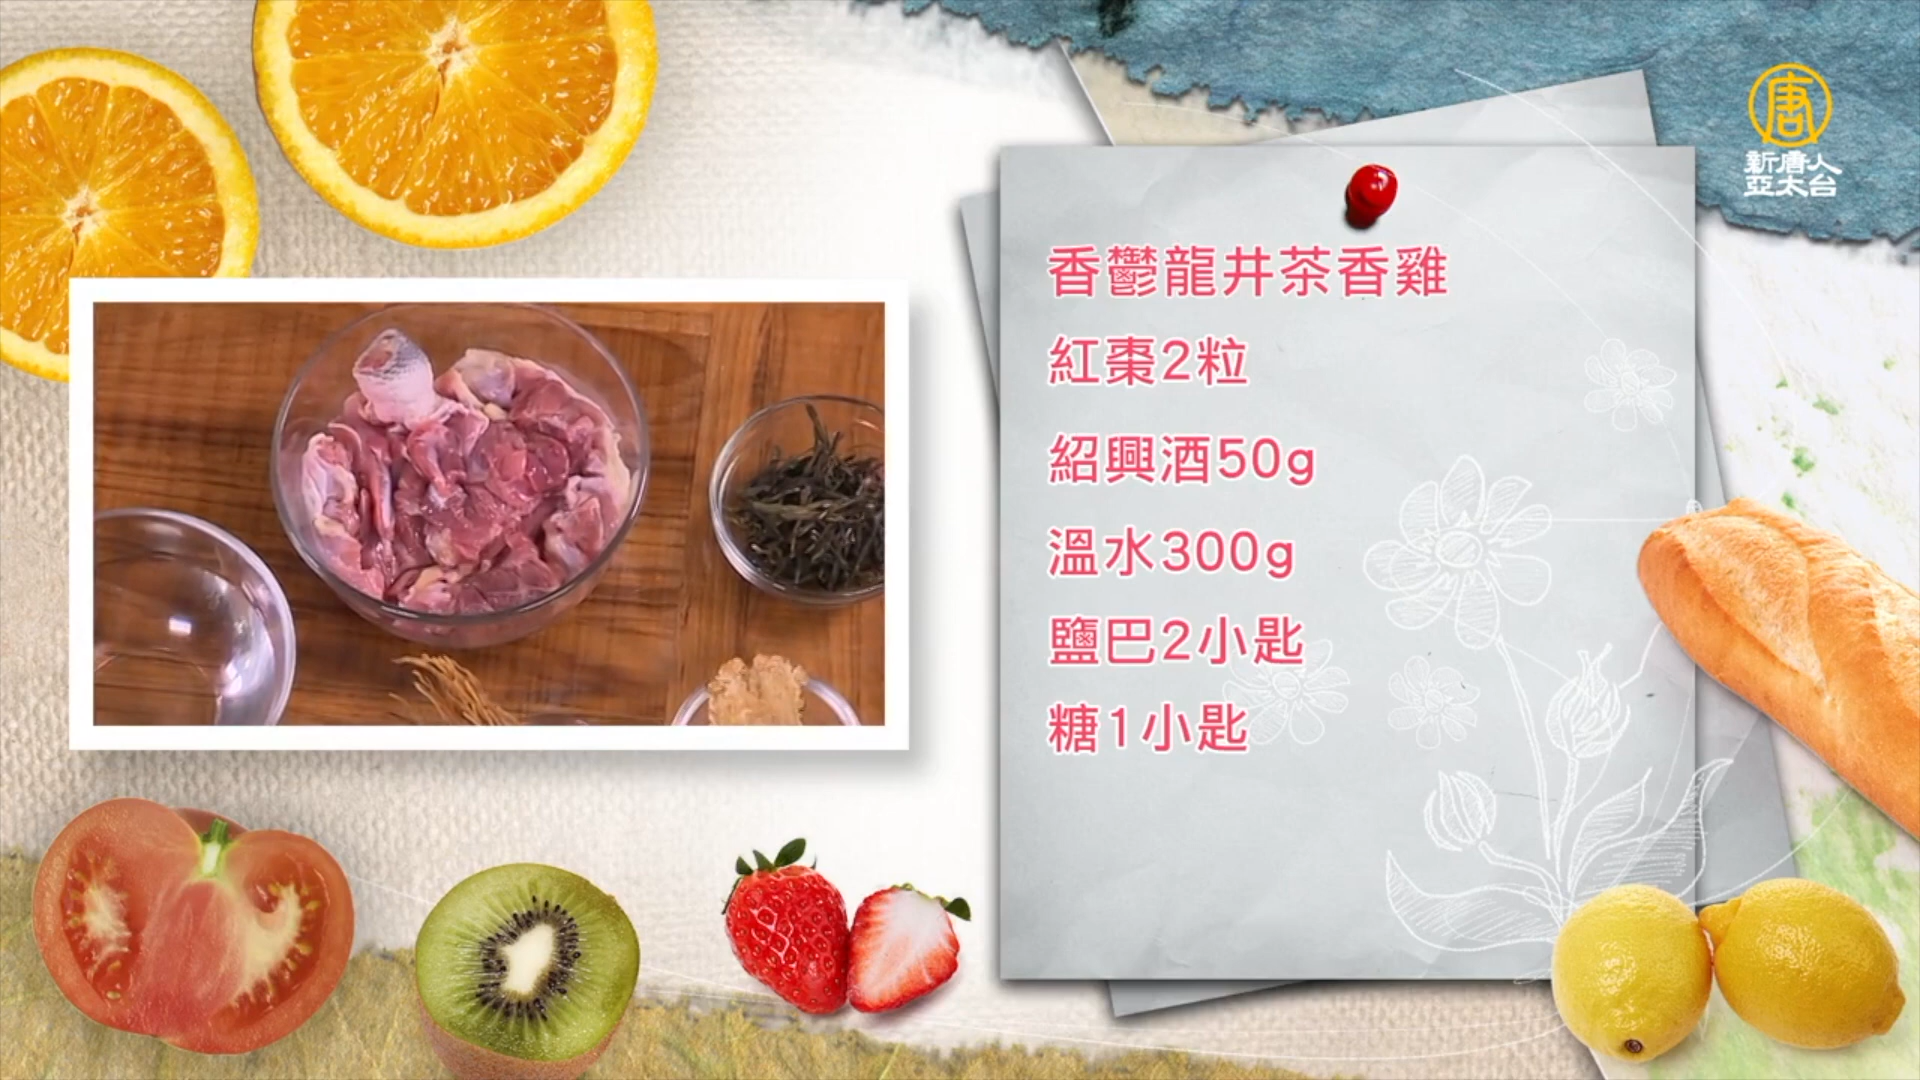 唐
新唐人
亞太台
香鬱龍井茶香雞
紅棗2粒
紹興酒50g
溫水300g
鹽巴2小匙
糖1小匙